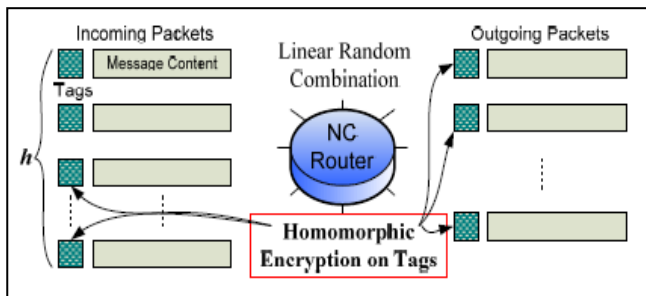 Incoming Packets
Message Content
Tags
h
Linear Random
Combination
NC
Router
Homomorphic
Encryption on Tags
Outgoing Packets